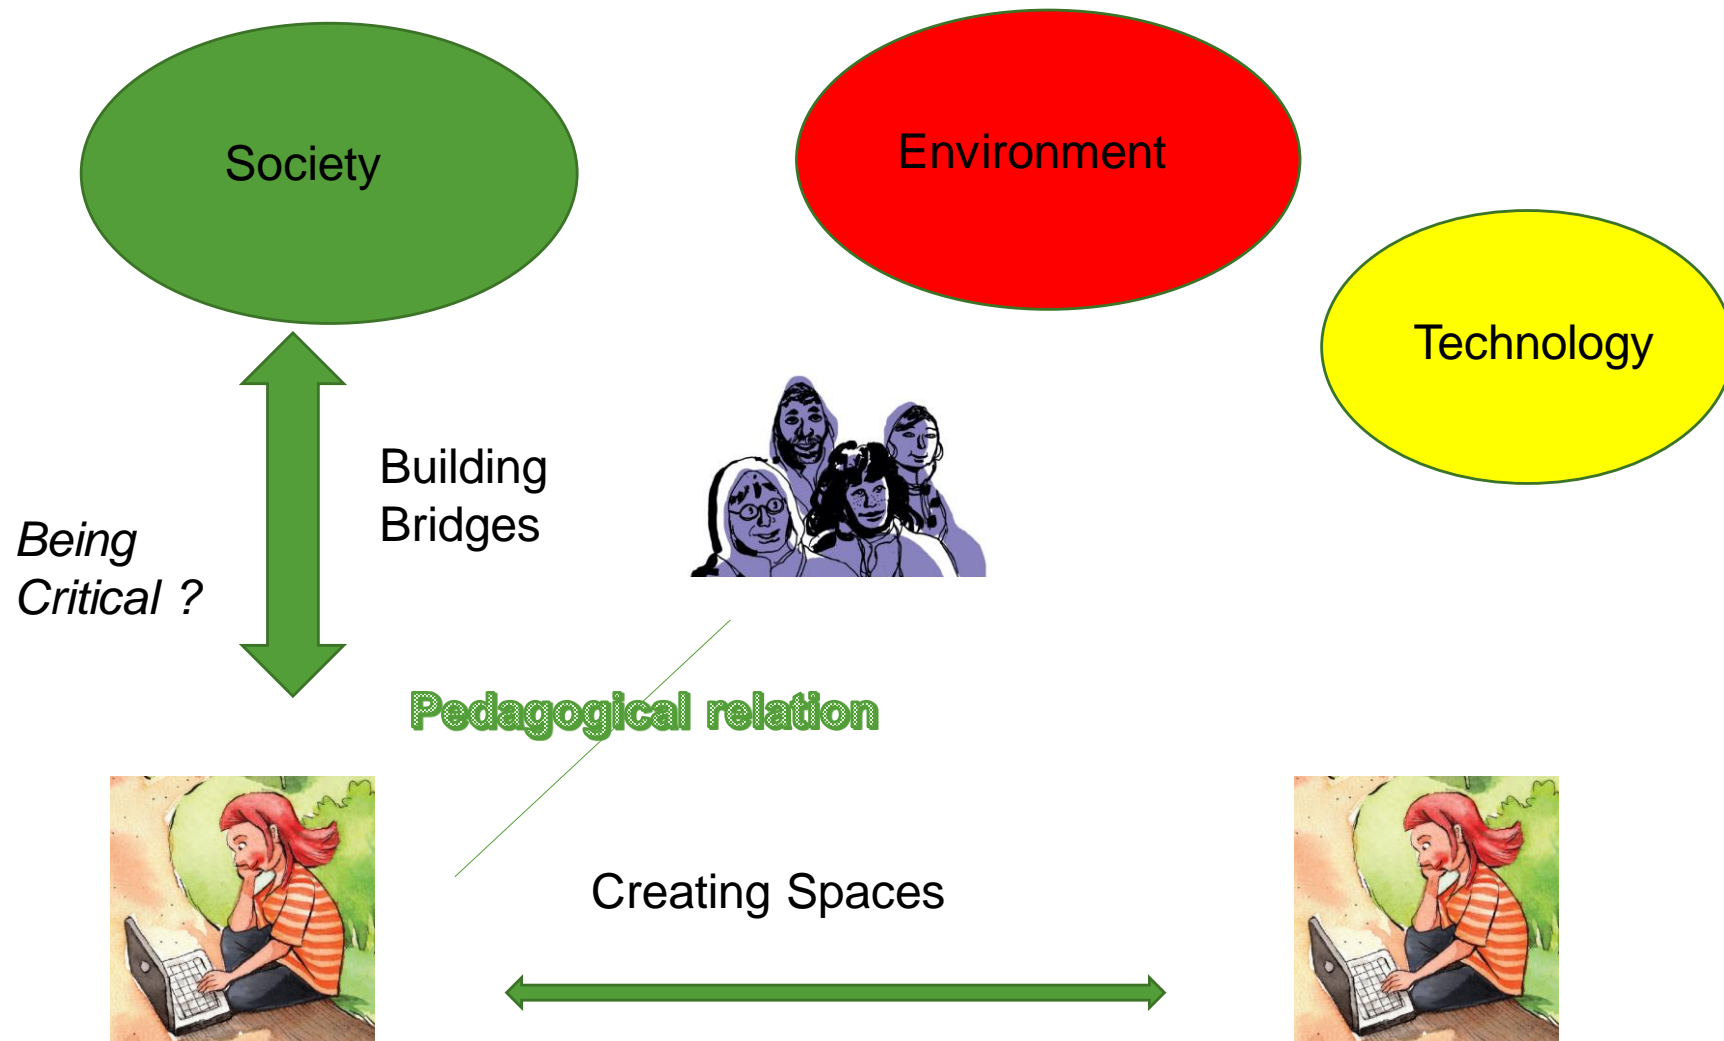 Society
Environment
Technology
Building
Bridges
Being
Critical ?
Pedagogical relation
Creating Spaces